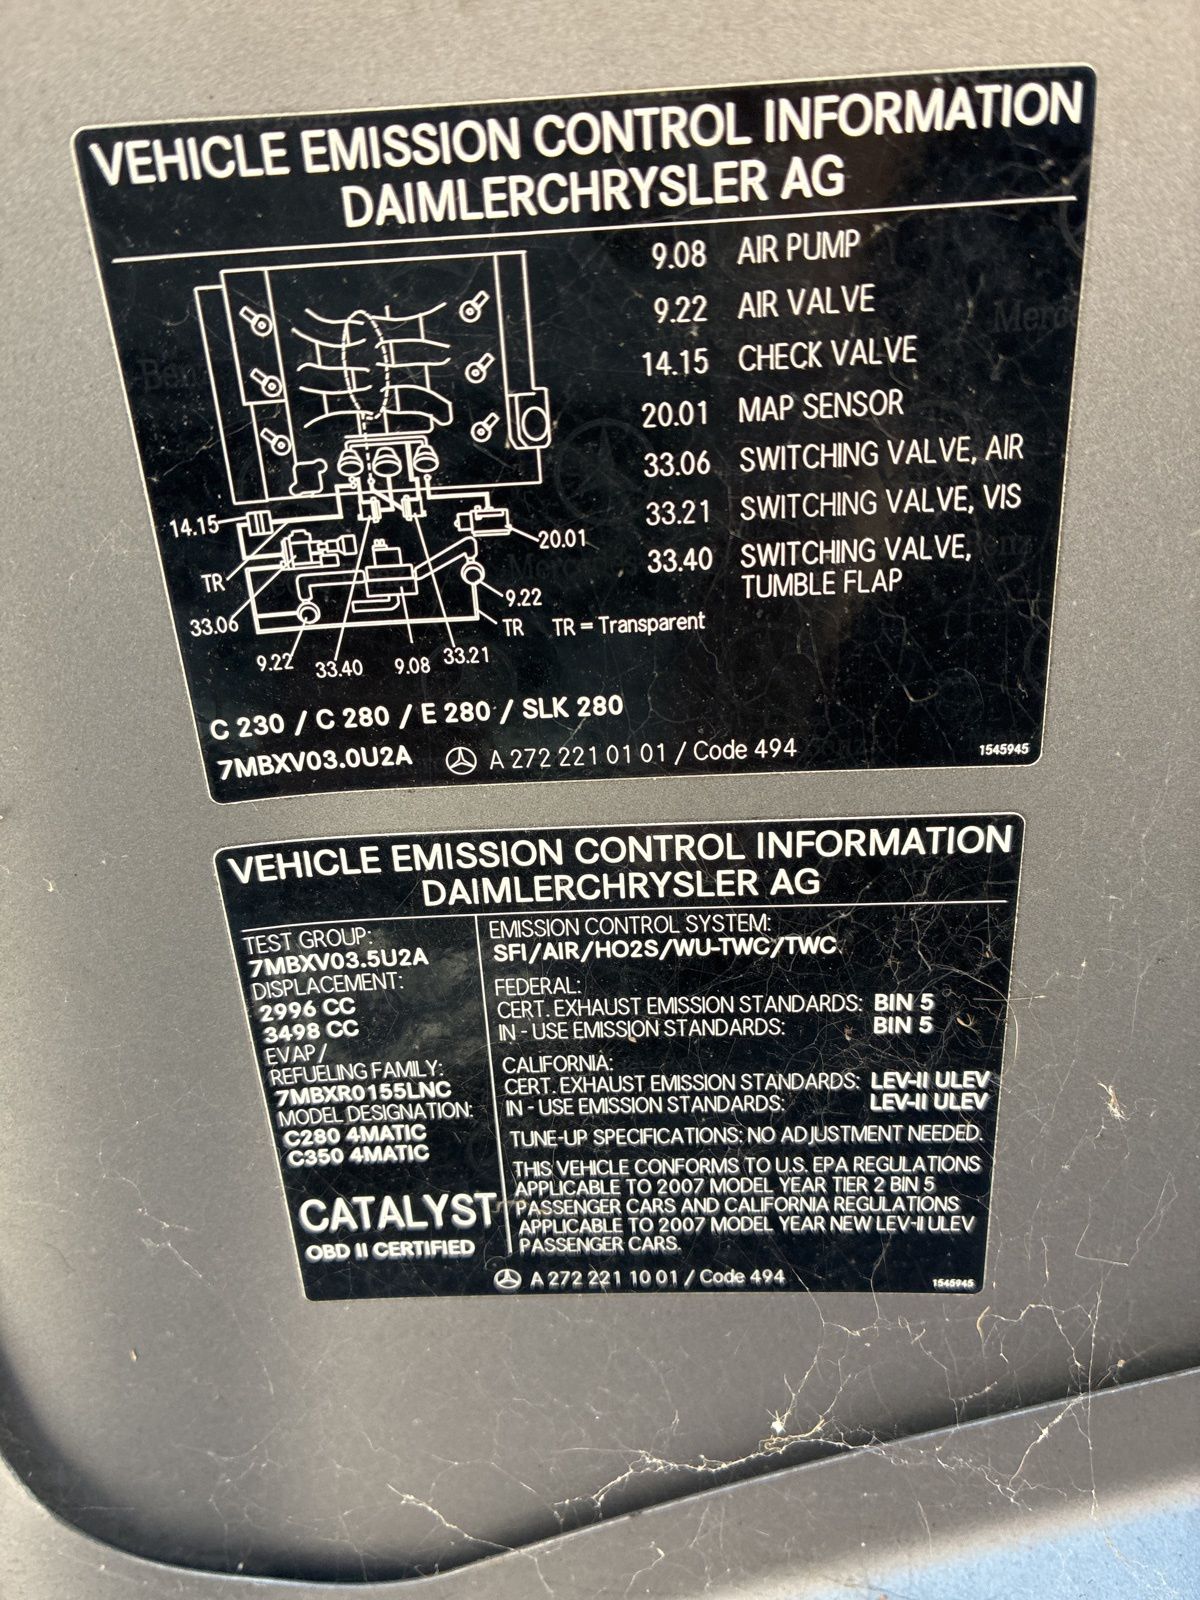 VEHICLE EMISSION CONTROL INFORMATION
DAIMLERCHRYSLER AG
9.08 AIR PUMP
9.22 AIR VALVE
14.15 CHECK VALVE
20.01 MAP SENSOR
33.06 SWITCHING VALVE, AIR
33.21 SWITCHING VALVE, VIS
33.40 SWITCHING VALVE,
TUMBLE FLAP
14.15
20.01
TR
33.06
9.22
TR TR = Transparent
9.22 33.40 9.08 33.21
C 230 / C 280 / E 280 / SLK 280
7MBXV03.0U2A A 272 221 01 01 / Code 494 1545945
VEHICLE EMISSION CONTROL INFORMATION
DAIMLERCHRYSLER AG
TEST GROUP:
7MBXV03.5U2A
DISPLACEMENT:
2996 CC
3498 CC
EVAP/
REFUELING FAMILY:
7MBXR0155LNC
MODEL DESIGNATION:
C280 4MATIC
C350 4MATIC
CATALYST
OBD II CERTIFIED
EMISSION CONTROL SYSTEM:
SFI/AIR/HO2S/WU-TWC/TWC
FEDERAL:
CERT. EXHAUST EMISSION STANDARDS: BIN 5
IN - USE EMISSION STANDARDS: BIN 5
CALIFORNIA:
CERT. EXHAUST EMISSION STANDARDS: LEV-II ULEV
IN - USE EMISSION STANDARDS: LEV-II ULEV
TUNE-UP SPECIFICATIONS: NO ADJUSTMENT NEEDED.
THIS VEHICLE CONFORMS TO U.S. EPA REGULATIONS
APPLICABLE TO 2007 MODEL YEAR TIER 2 BIN 5
PASSENGER CARS AND CALIFORNIA REGULATIONS
APPLICABLE TO 2007 MODEL YEAR NEW LEV-II ULEV
PASSENGER CARS.
A 272 221 10 01 / Code 494 1545945